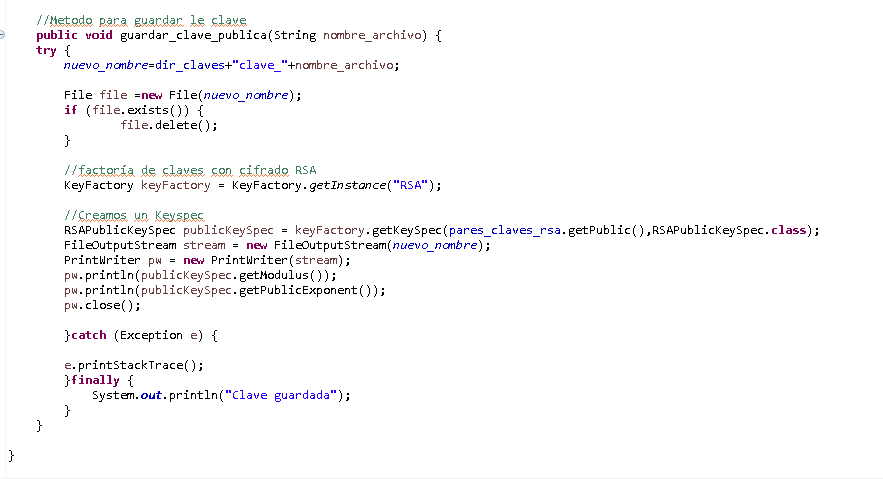 //Metodo para guardar le clave
public void guardar_clave_publica(String nombre_archivo) {
try {
nuevo_nombre=dir_claves+"clave_"+nombre_archivo;
File file =new File(nuevo_nombre);
if (file.exists()) {
file.delete();
}
//factoría de claves con cifrado RSA
KeyFactory keyFactory = KeyFactory.getInstance("RSA");
//Creamos un Keyspec
RSAPublicKeySpec publicKeySpec = keyFactory.getKeySpec(pares_claves_rsa.getPublic(),RSAPublicKeySpec.class);
FileOutputStream stream = new FileOutputStream(nuevo_nombre);
PrintWriter pw = new PrintWriter(stream);
pw.println(publicKeySpec.getModulus());
pw.println(publicKeySpec.getPublicExponent());
pw.close();
}catch (Exception e) {
e.printStackTrace();
}finally {
System.out.println("Clave guardada");
}
}
}